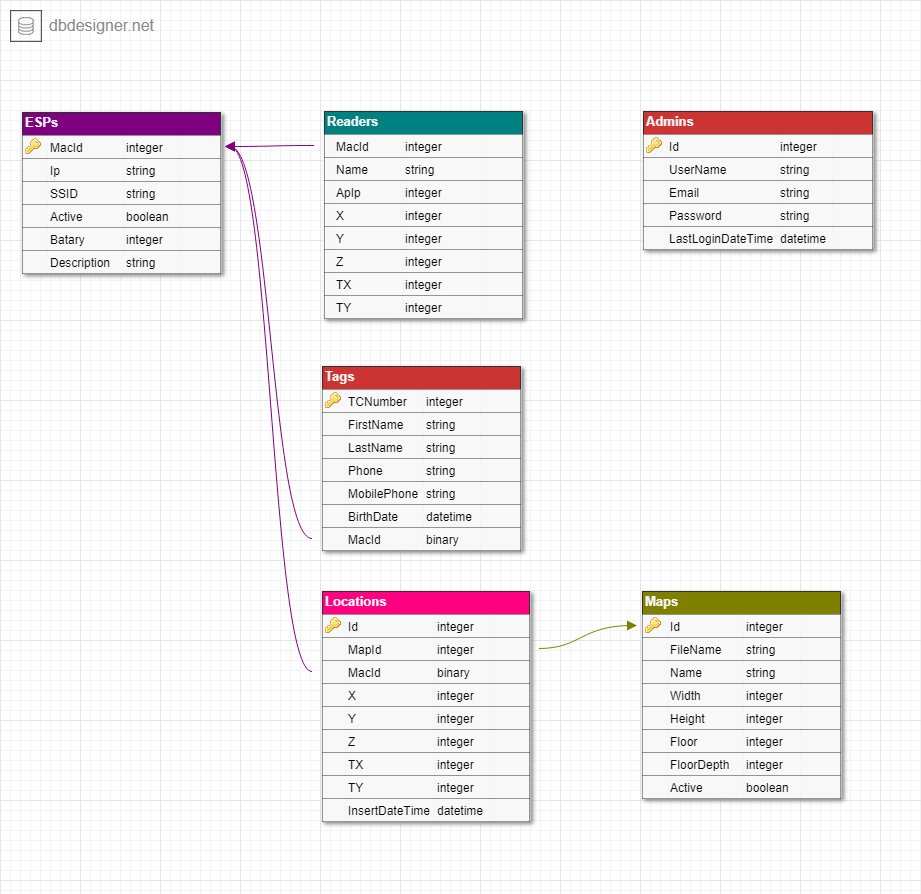 dbdesigner.net
ESPs
MacId integer
Ip string
SSID string
Active boolean
Batary integer
Description string
Readers
MacId integer
Name string
ApIp integer
X integer
Y integer
Z integer
TX integer
TY integer
Admins
Id integer
UserName string
Email string
Password string
LastLoginDateTime datetime
Tags
TCNumber integer
FirstName string
LastName string
Phone string
MobilePhone string
BirthDate datetime
MacId binary
Locations
Id integer
MapId integer
MacId binary
X integer
Y integer
Z integer
TX integer
TY integer
InsertDateTime datetime
Maps
Id integer
FileName string
Name string
Width integer
Height integer
Floor integer
FloorDepth integer
Active boolean